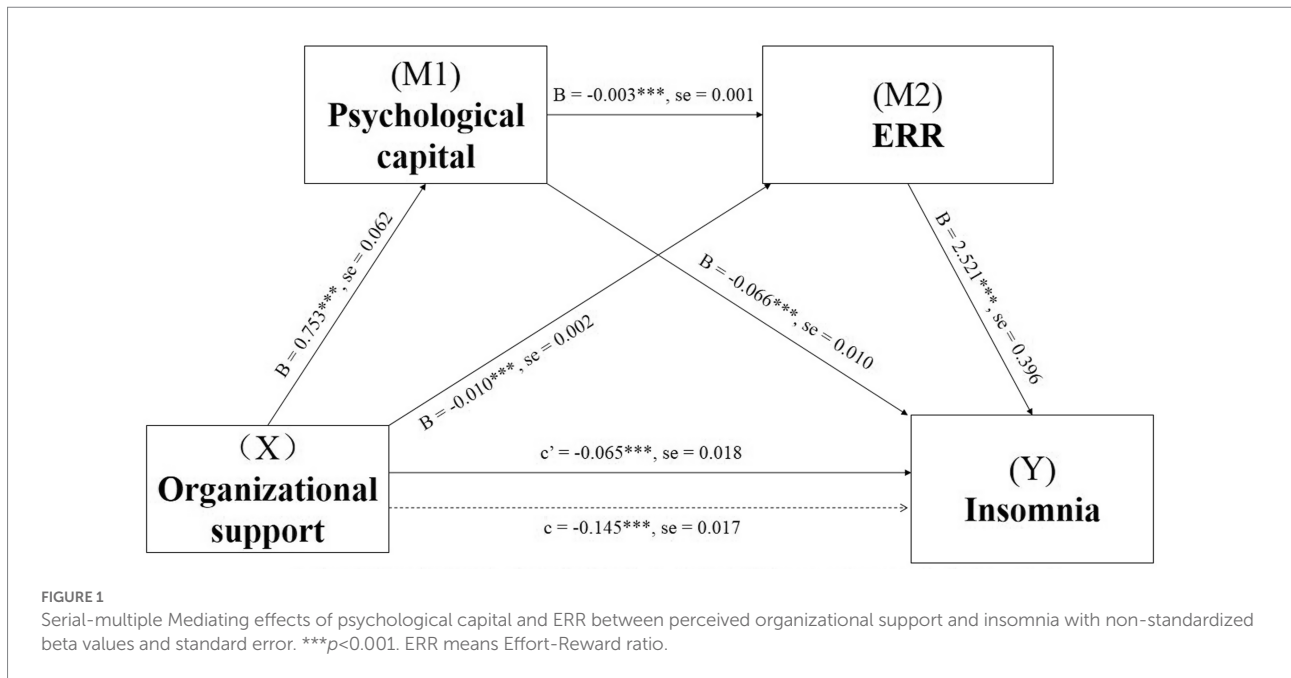 (M1)
Psychological
capital
B = -0.003***, se = 0.001
(M2)
ERR
B = 0.753***, se = 0.062
B = -0.010***, se = 0.002
B = -0.066***, se = 0.010
B = 2.521***, se = 0.396
(X)
Organizational
support
c’ = -0.065***, se = 0.018
c = -0.145***, se = 0.017
(Y)
Insomnia
FIGURE 1
Serial-multiple Mediating effects of psychological capital and ERR between perceived organizational support and insomnia with non-standardized
beta values and standard error. ***p<0.001. ERR means Effort-Reward ratio.